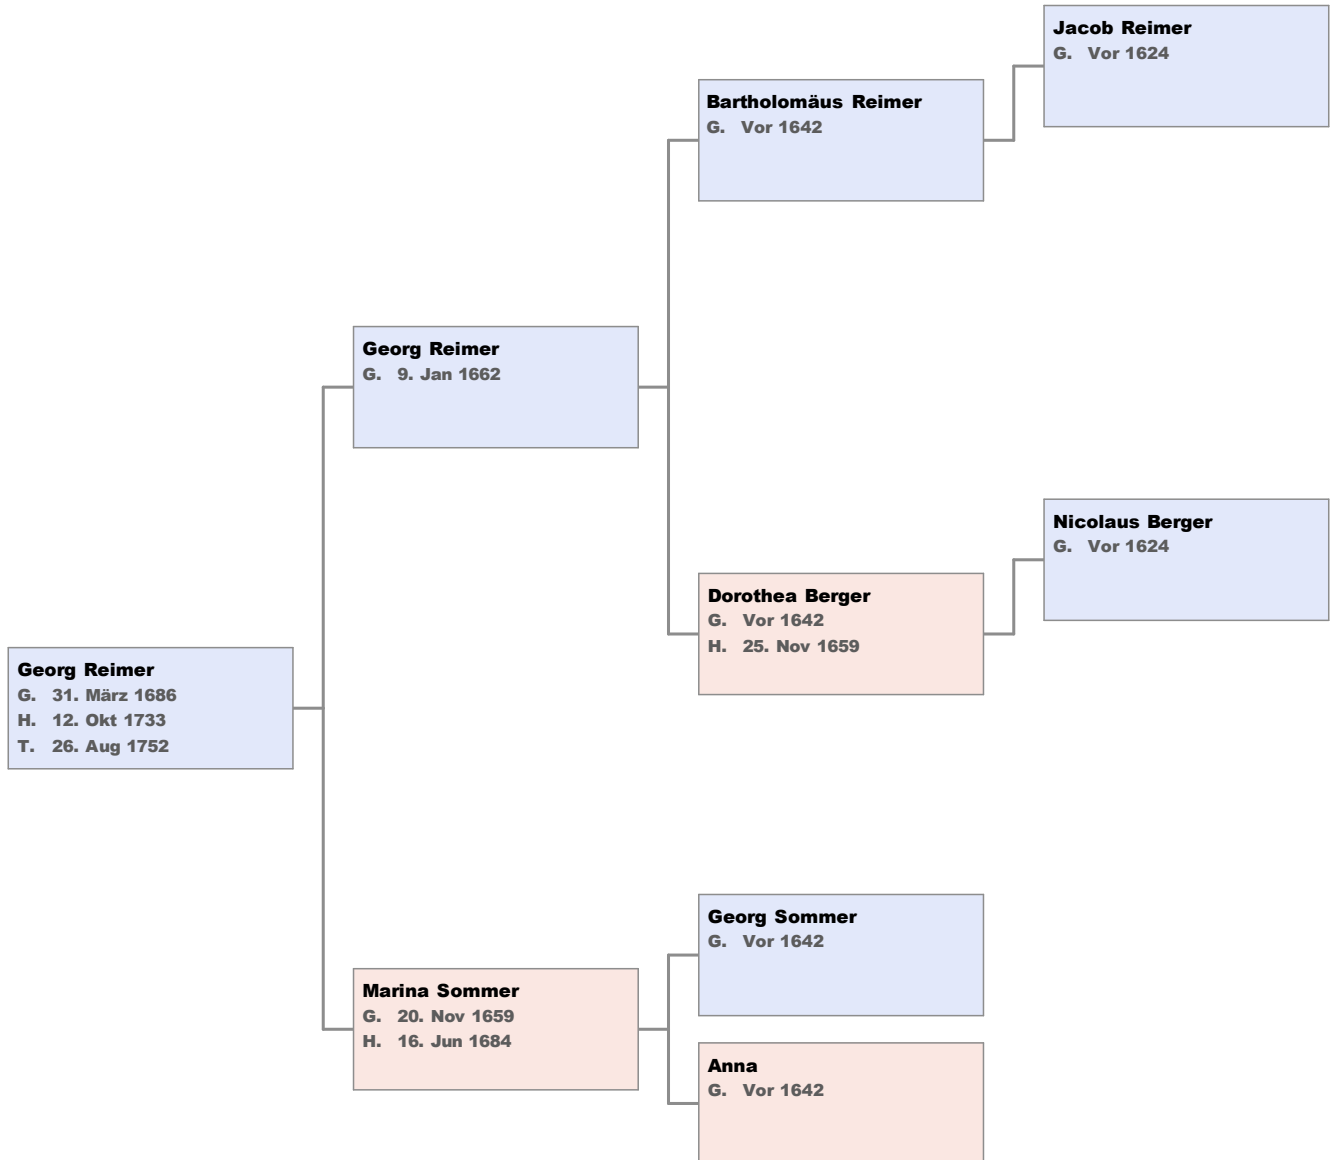 Jacob Reimer
G. Vor 1624
Bartholomäus Reimer
G. Vor 1642
Georg Reimer
G. 9. Jan 1662
Nicolaus Berger
G. Vor 1624
Dorothea Berger
G. Vor 1642
H. 25. Nov 1659
Georg Reimer
G. 31. März 1686
H. 12. Okt 1733
T. 26. Aug 1752
Georg Sommer
G. Vor 1642
Marina Sommer
G. 20. Nov 1659
H. 16. Jun 1684
Anna
G. Vor 1642